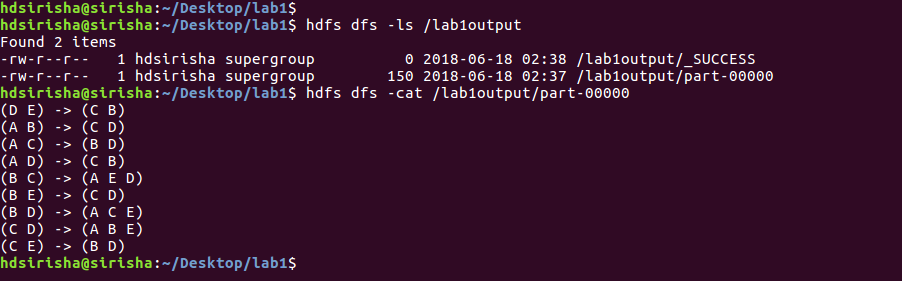 hdsirisha@sirisha:~/Desktop/lab1$
hdsirisha@sirisha:~/Desktop/lab1$ hdfs dfs -ls /lab1output
Found 2 items
-rw-r--r--   1 hdsirisha supergroup          0 2018-06-18 02:38 /lab1output/_SUCCESS
-rw-r--r--   1 hdsirisha supergroup        150 2018-06-18 02:37 /lab1output/part-00000
hdsirisha@sirisha:~/Desktop/lab1$ hdfs dfs -cat /lab1output/part-00000
(D E) -> (C B)
(A B) -> (C D)
(A C) -> (B D)
(A D) -> (C B)
(B C) -> (A E D)
(B E) -> (C D)
(B D) -> (A C E)
(C D) -> (A B E)
(C E) -> (B D)
hdsirisha@sirisha:~/Desktop/lab1$